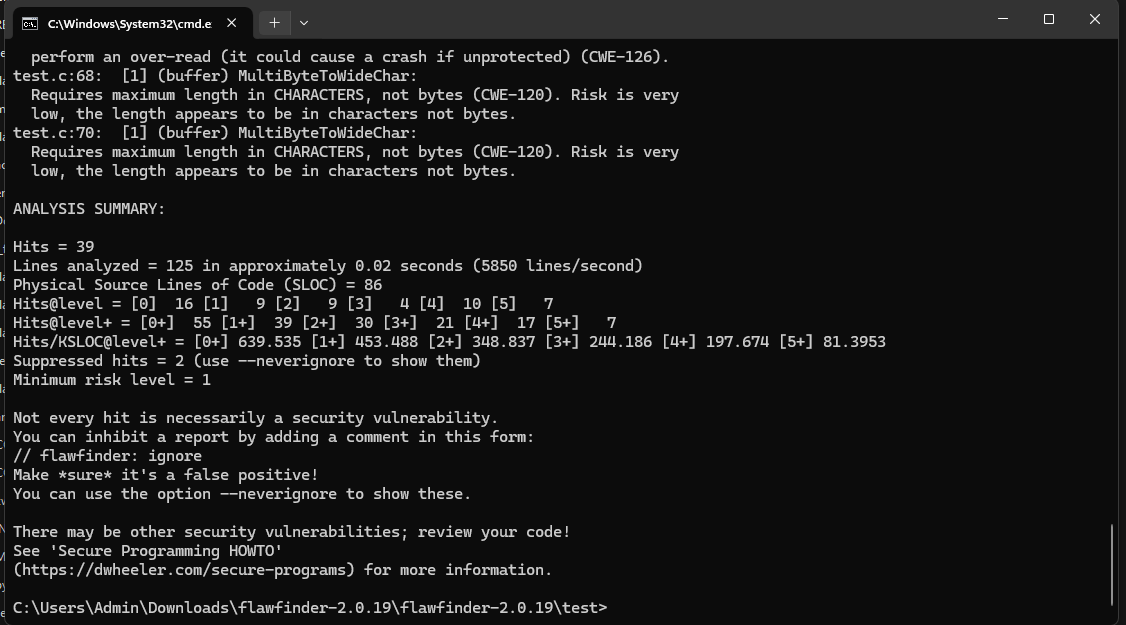 C:\Windows\System32\cmd.e
perform an over-read (it could cause a crash if unprotected) (CWE-126).
test.c:68:  [1] (buffer) MultiByteToWideChar:
  Requires maximum length in CHARACTERS, not bytes (CWE-120). Risk is very
  low, the length appears to be in characters not bytes.
test.c:70:  [1] (buffer) MultiByteToWideChar:
  Requires maximum length in CHARACTERS, not bytes (CWE-120). Risk is very
  low, the length appears to be in characters not bytes.
ANALYSIS SUMMARY:
Hits = 39
Lines analyzed = 125 in approximately 0.02 seconds (5850 lines/second)
Physical Source Lines of Code (SLOC) = 86
Hits@level = [0]  16 [1]   9 [2]   9 [3]   4 [4]  10 [5]   7
Hits@level+ = [0+]  55 [1+]  39 [2+]  30 [3+]  21 [4+]  17 [5+]   7
Hits/KSLOC@level+ = [0+] 639.535 [1+] 453.488 [2+] 348.837 [3+] 244.186 [4+] 197.674 [5+] 81.3953
Suppressed hits = 2 (use --neverignore to show them)
Minimum risk level = 1
Not every hit is necessarily a security vulnerability.
You can inhibit a report by adding a comment in this form:
// flawfinder: ignore
Make *sure* it's a false positive!
You can use the option --neverignore to show these.
There may be other security vulnerabilities; review your code!
See 'Secure Programming HOWTO'
(https://dwheeler.com/secure-programs) for more information.
C:\Users\Admin\Downloads\flawfinder-2.0.19\flawfinder-2.0.19\test>